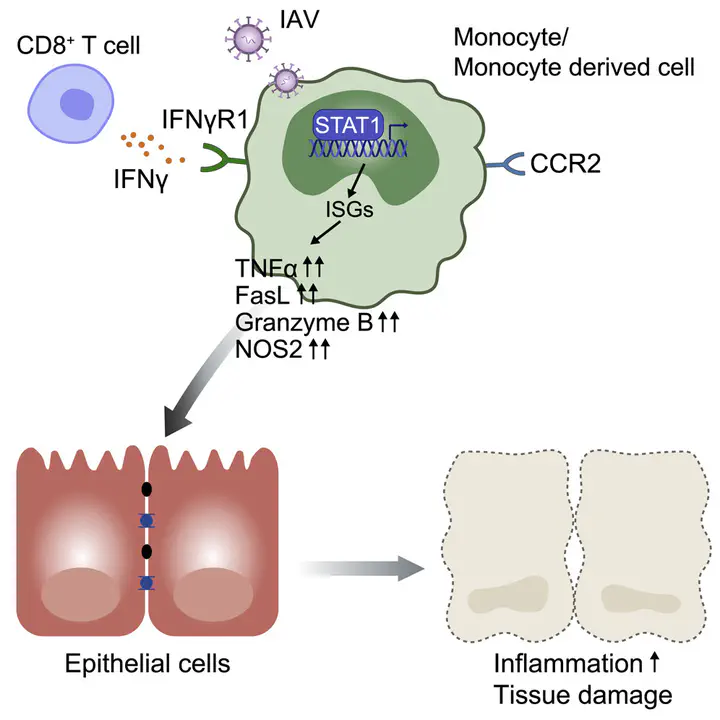 IAV
CD8⁺ T cell
Monocyte/
Monocyte derived cell
IFNγR1
STAT1
IFNγ
CCR2
ISGs
TNFα↑↑
FasL↑↑
Granzyme B↑↑
NOS2↑↑
Epithelial cells
Inflammation↑
Tissue damage